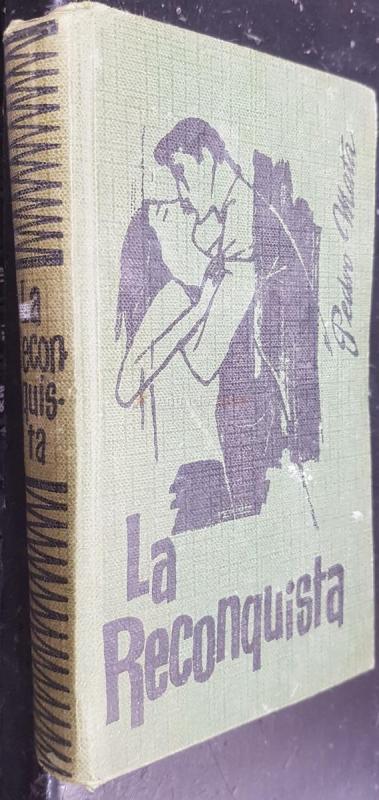 Pedro Mata
La
Reconquista
La
recon-
quis-
ta